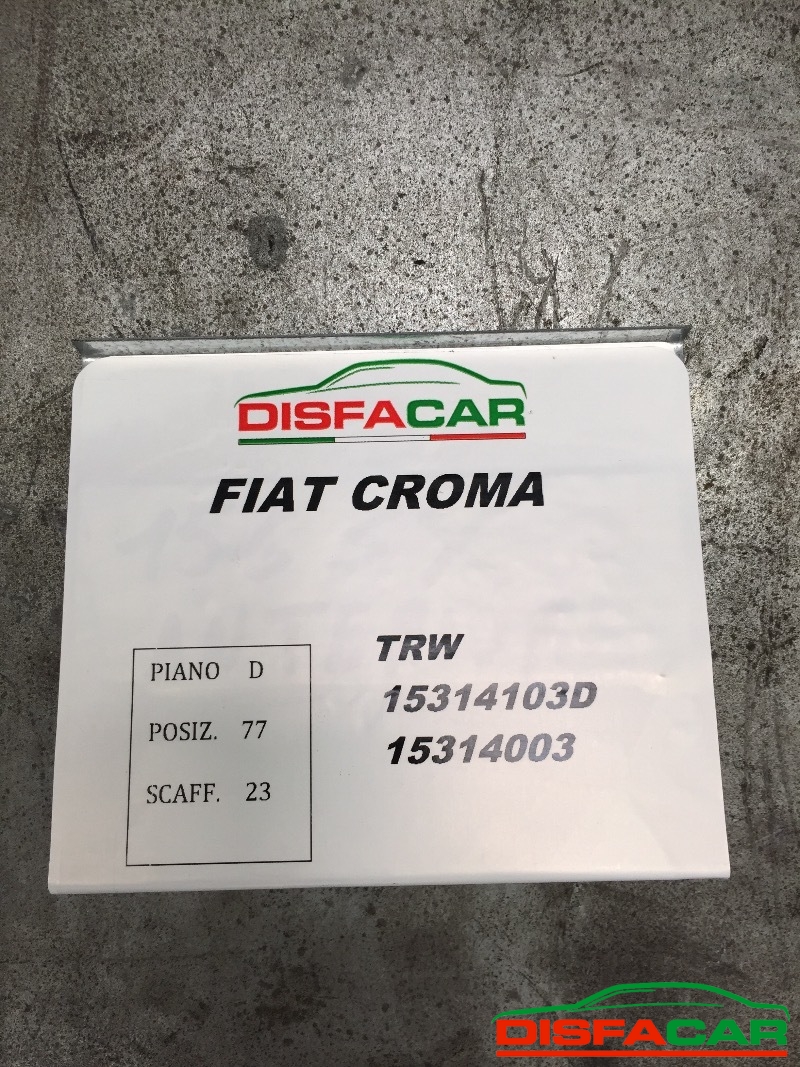 DISFACAR
FIAT CROMA
PIANO D
POSIZ. 77
SCAFF. 23
TRW
15314103D
15314003
DISFACAR